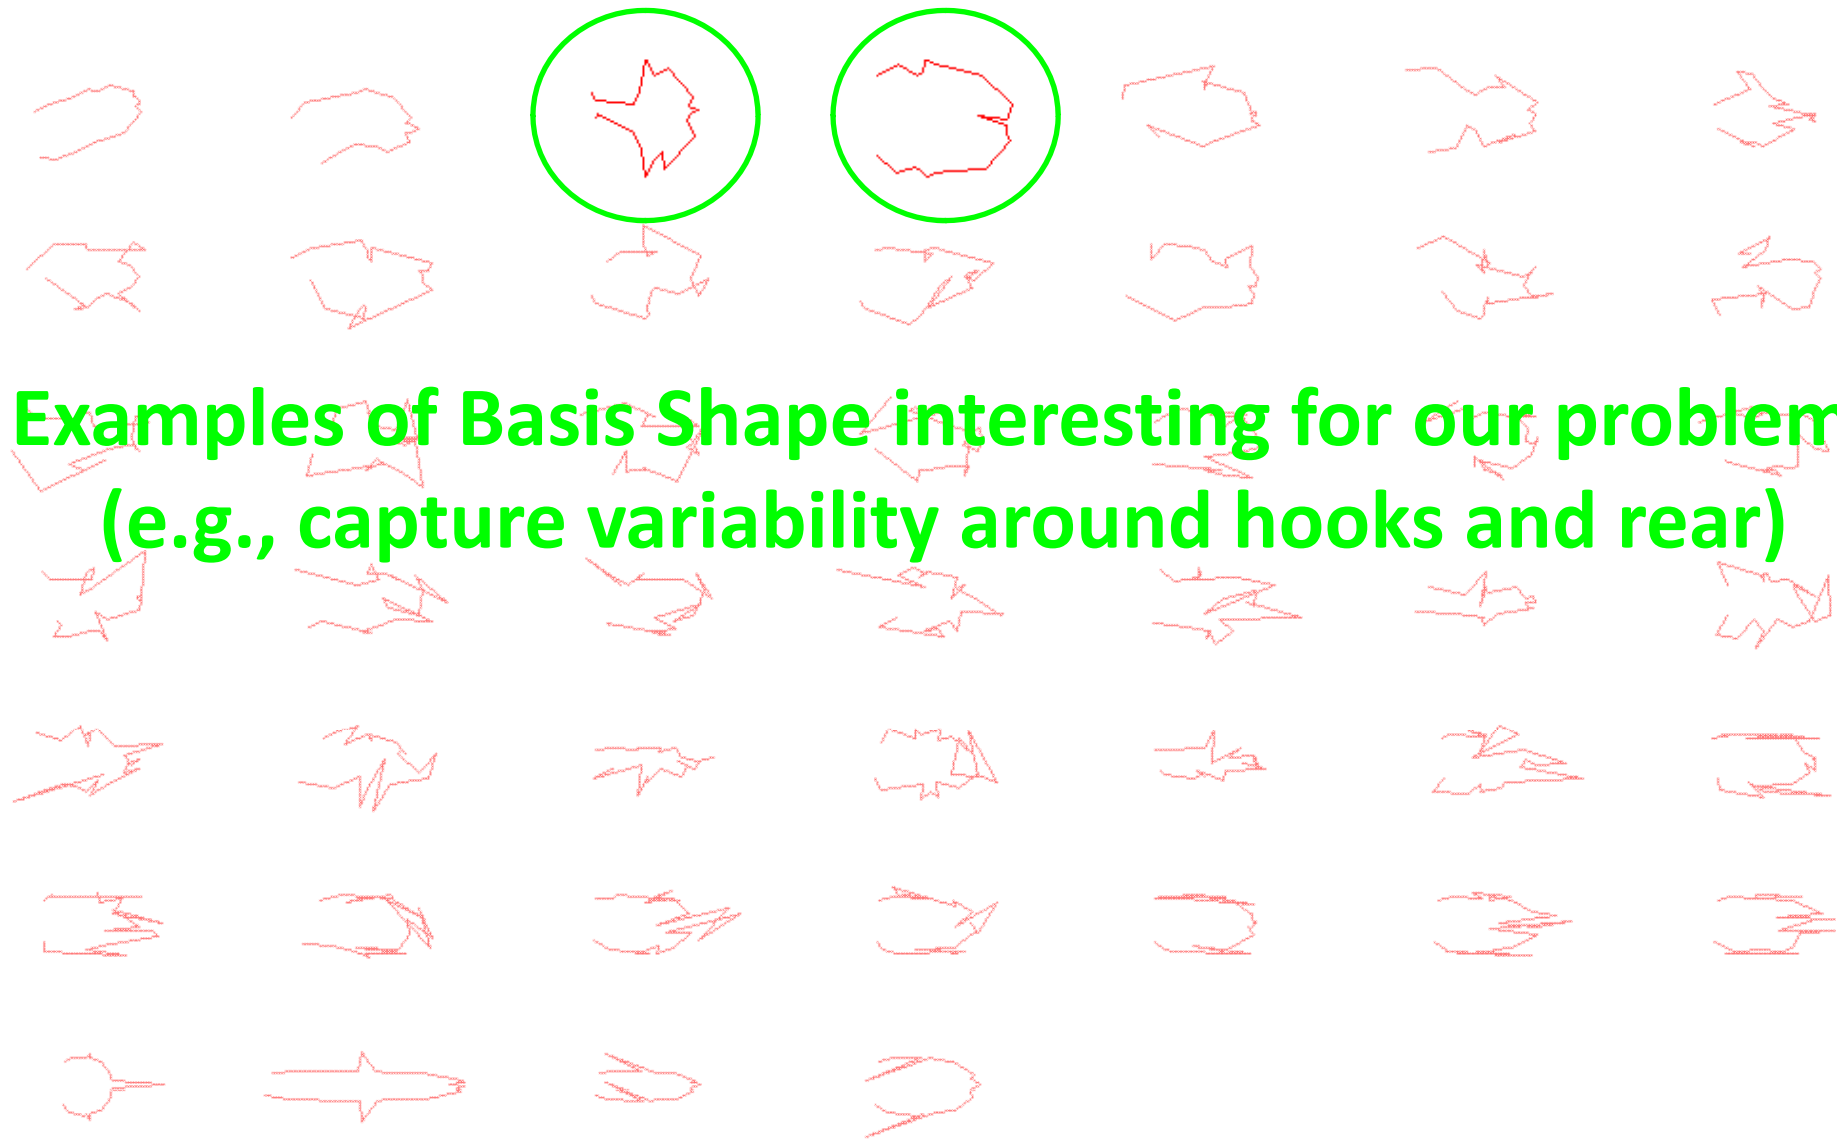 Examples of Basis Shape interesting for our problem
(e.g., capture variability around hooks and rear)